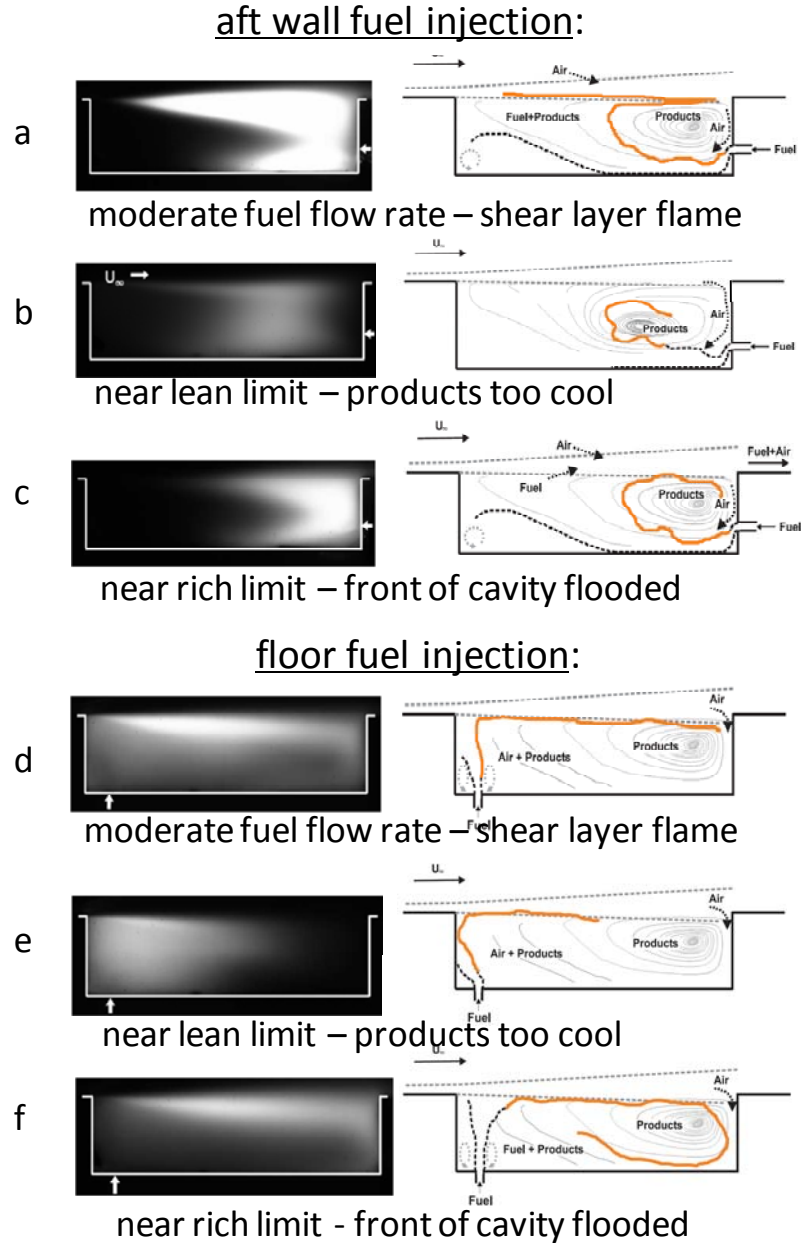 aft wall fuel injection:
a
U∞
Air
Fuel+Products
Products
Air
Fuel
moderate fuel flow rate – shear layer flame
b
U∞
U∞
Air
Products
Fuel
near lean limit – products too cool
c
U∞
Air
Fuel+Air
Fuel
Products
Air
Fuel
near rich limit – front of cavity flooded
floor fuel injection:
d
Air
Air + Products
Products
Fuel
moderate fuel flow rate – shear layer flame
e
U∞
Air
Air + Products
Products
Fuel
near lean limit – products too cool
f
U∞
Air
Products
Fuel + Products
Fuel
near rich limit - front of cavity flooded